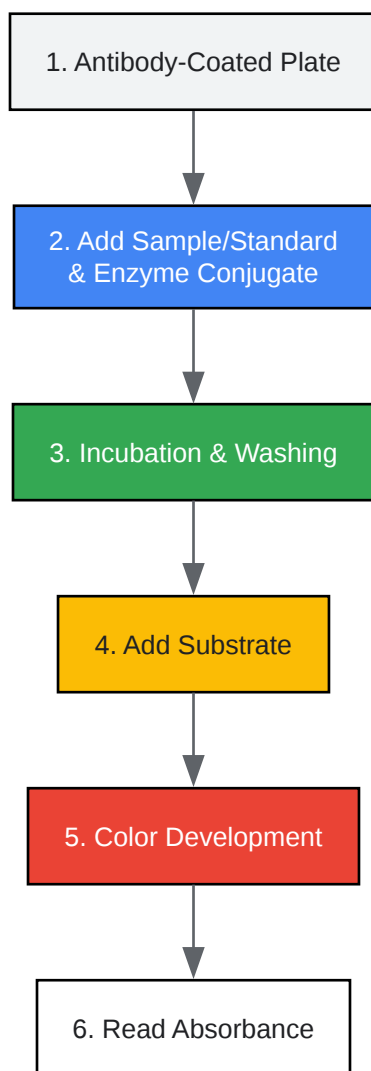 1. Antibody-Coated Plate
2. Add Sample/Standard
& Enzyme Conjugate
3. Incubation & Washing
4. Add Substrate
5. Color Development
6. Read Absorbance